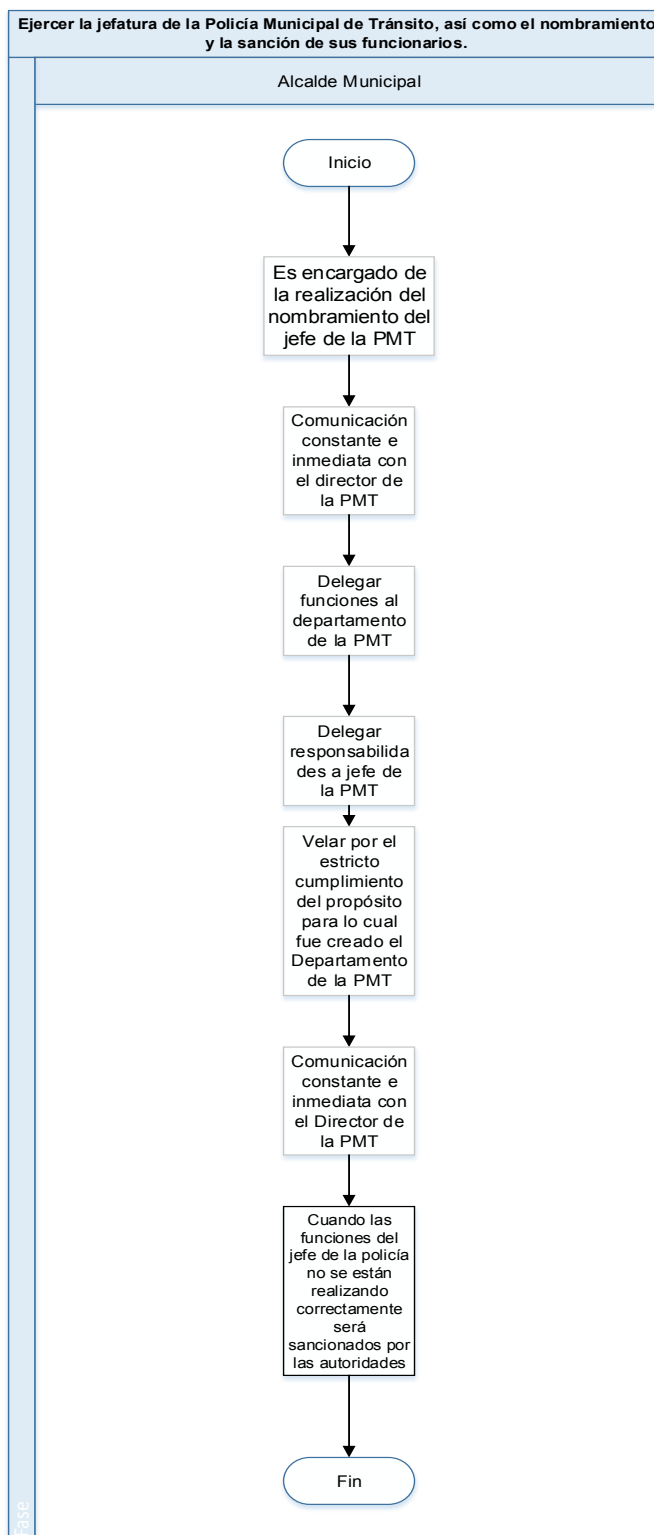 Ejercer la jefatura de la Policía Municipal de Tránsito, así como el nombramiento
y la sanción de sus funcionarios.
Alcalde Municipal
Inicio
Es encargado de
la realización del
nombramiento del
jefe de la PMT
Comunicación
constante e
inmediata con
el director de
la PMT
Delegar
funciones al
departamento
de la PMT
Delegar
responsabilida
des a jefe de
la PMT
Velar por el
estricto
cumplimiento
del propósito
para lo cual
fue creado el
Departamento
de la PMT
Comunicación
constante e
inmediata con
el Director de
la PMT
Cuando las
funciones del
jefe de la policía
no se están
realizando
correctamente
será
sancionados por
las autoridades
Fin
Fase